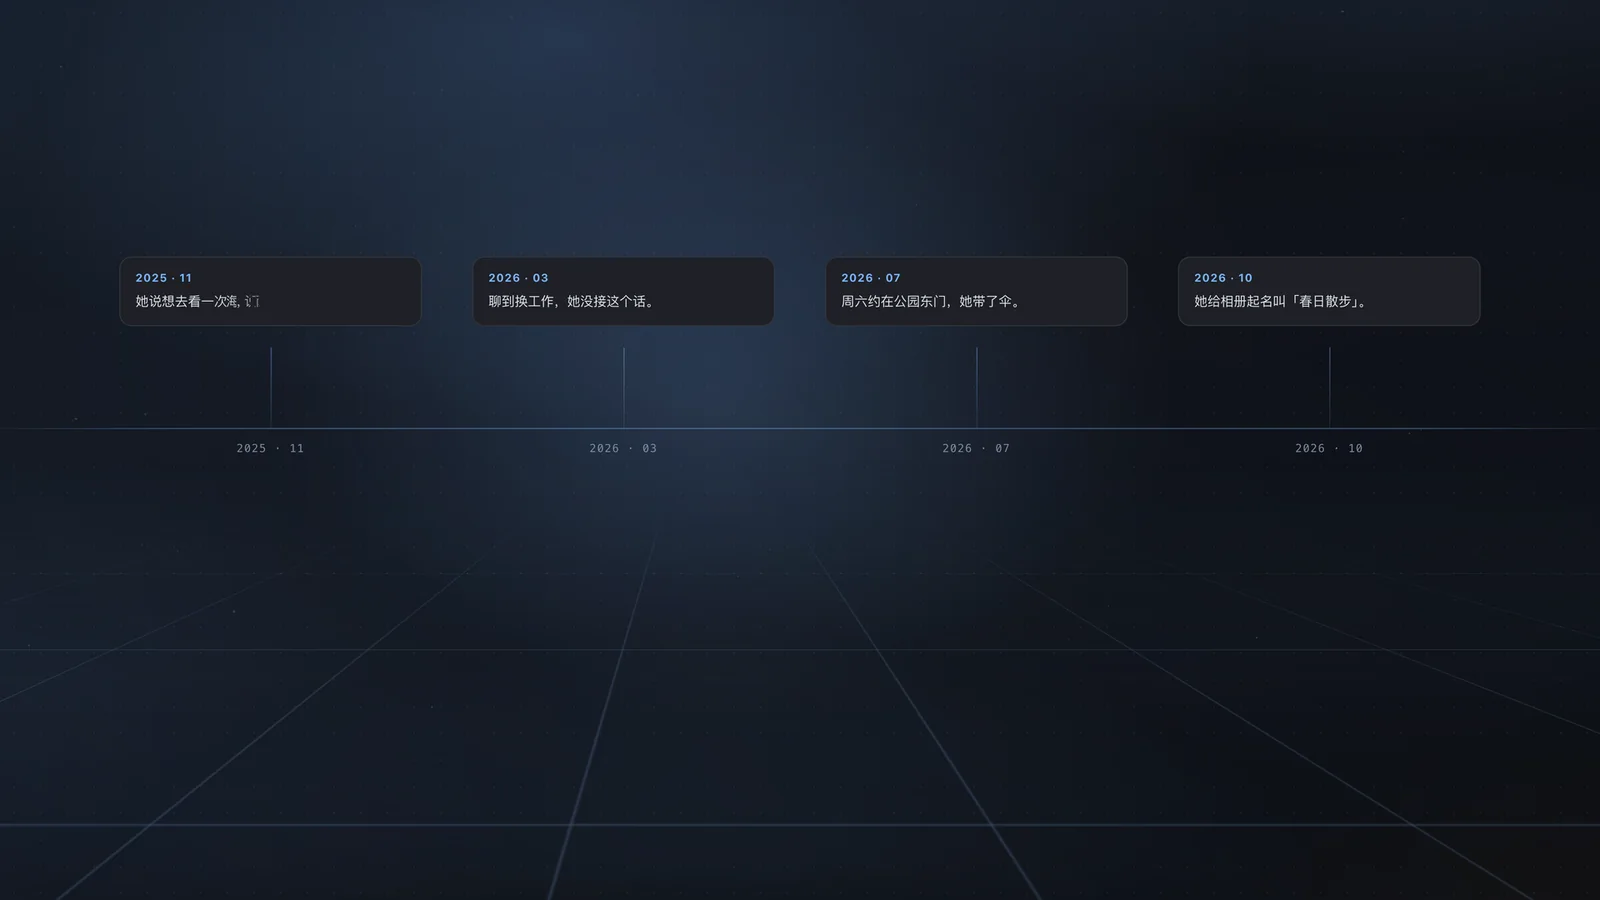 2025 · 11
她说想去看一次海,
2026 · 03
聊到换工作，她没接这个话。
2026 · 07
周六约在公园东门，她带了伞。
2026 · 10
她给相册起名叫「春日散步」。
2025 · 11
2026 · 03
2026 · 07
2026 · 10